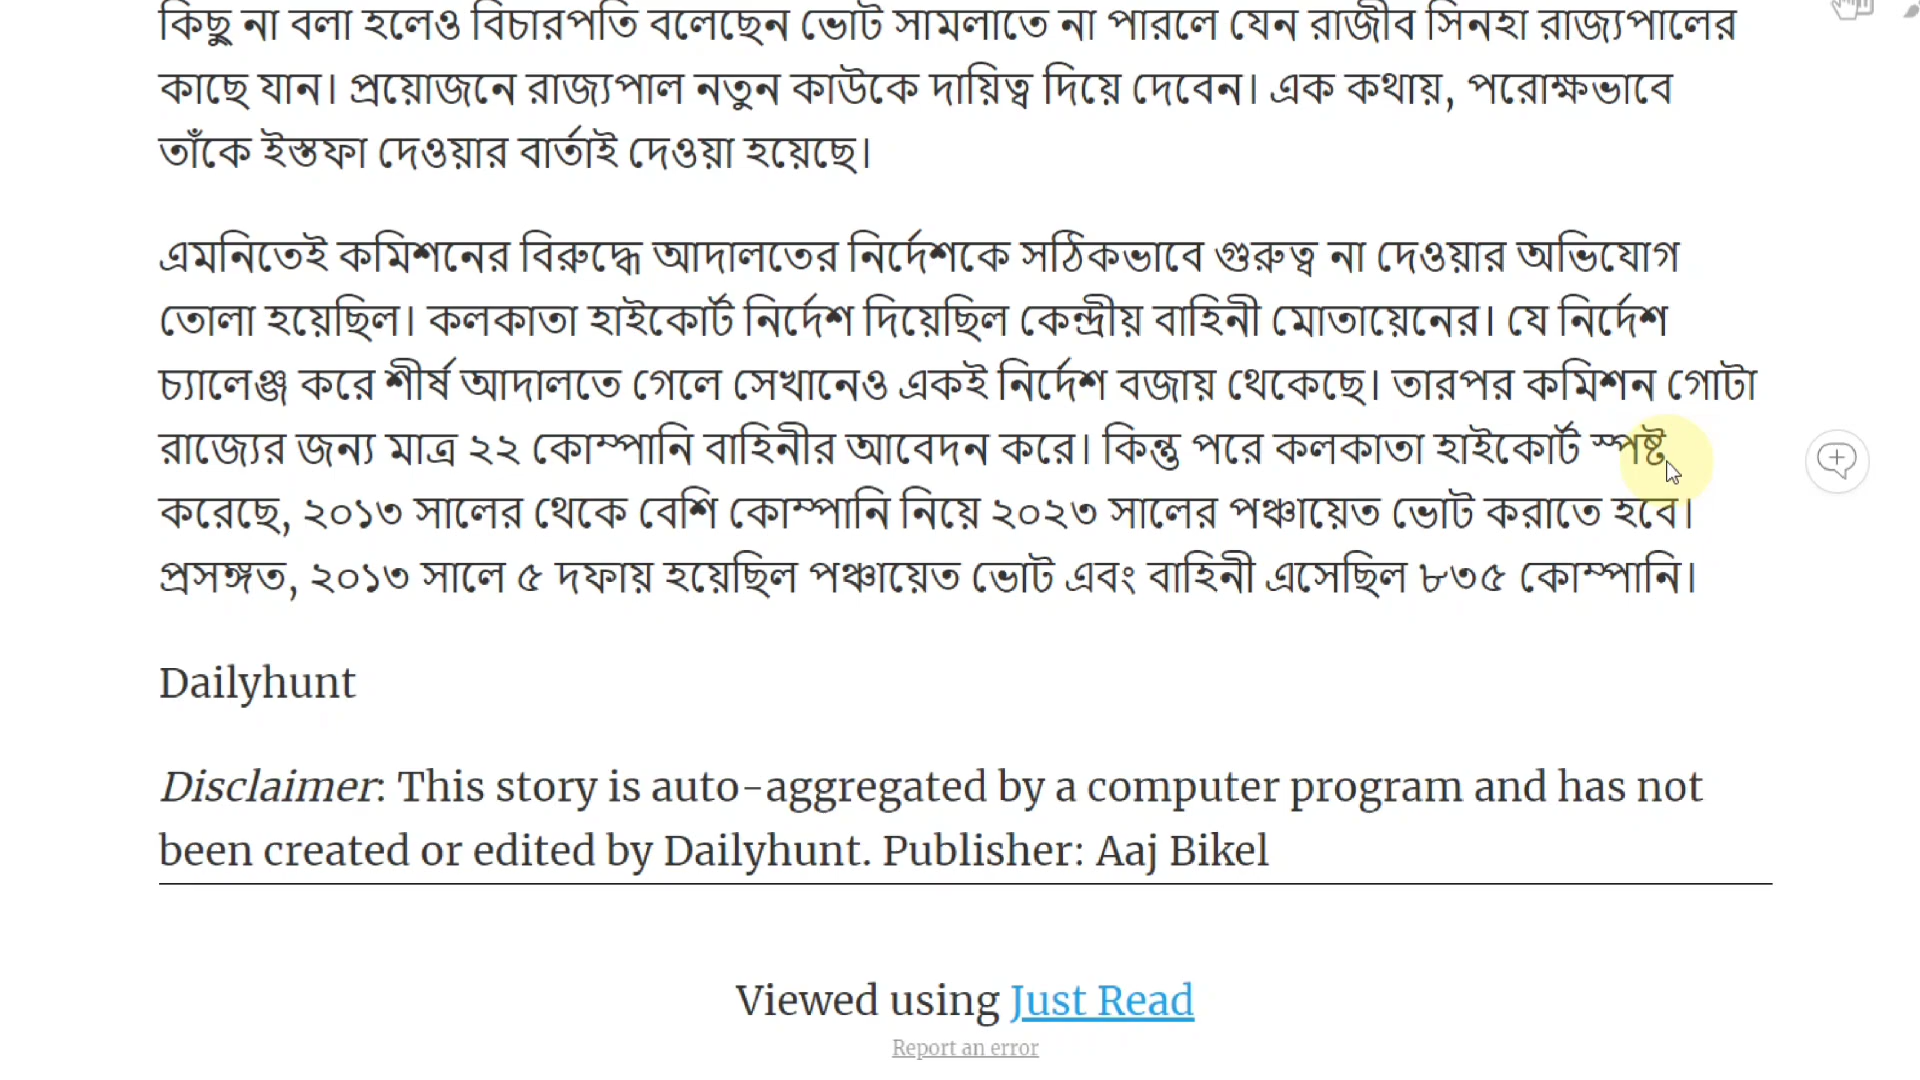 কিছু না বলা হলেও বিচারপতি বলেছেন ভোট সামলাতে না পারলে যেন রাজীব সিনহা রাজ্যপালের
কাছে যান। প্রয়োজনে রাজ্যপাল নতুন কাউকে দায়িত্ব দিয়ে দেবেন। এক কথায়, পরোক্ষভাবে
তাঁকে ইস্তফা দেওয়ার বার্তাই দেওয়া হয়েছে।
এমনিতেই কমিশনের বিরুদ্ধে আদালতের নির্দেশকে সঠিকভাবে গুরুত্ব না দেওয়ার অভিযোগ
তোলা হয়েছিল। কলকাতা হাইকোর্ট নির্দেশ দিয়েছিল কেন্দ্রীয় বাহিনী মোতায়েনের। যে নির্দেশ
চ্যালেঞ্জ করে শীর্ষ আদালতে গেলে সেখানেও একই নির্দেশ বজায় থেকেছে। তারপর কমিশন গোটা
রাজ্যের জন্য মাত্র ২২ কোম্পানি বাহিনীর আবেদন করে। কিন্তু পরে কলকাতা হাইকোর্ট স্পষ্ট
করেছে, ২০১৩ সালের থেকে বেশি কোম্পানি নিয়ে ২০২৩ সালের পঞ্চায়েত ভোট করাতে হবে।
প্রসঙ্গত, ২০১৩ সালে ৫ দফায় হয়েছিল পঞ্চায়েত ভোট এবং বাহিনী এসেছিল ৮৩৫ কোম্পানি।
Dailyhunt
Disclaimer: This story is auto-aggregated by a computer program and has not
been created or edited by Dailyhunt. Publisher: Aaj Bikel
Viewed using Just Read
Report an error